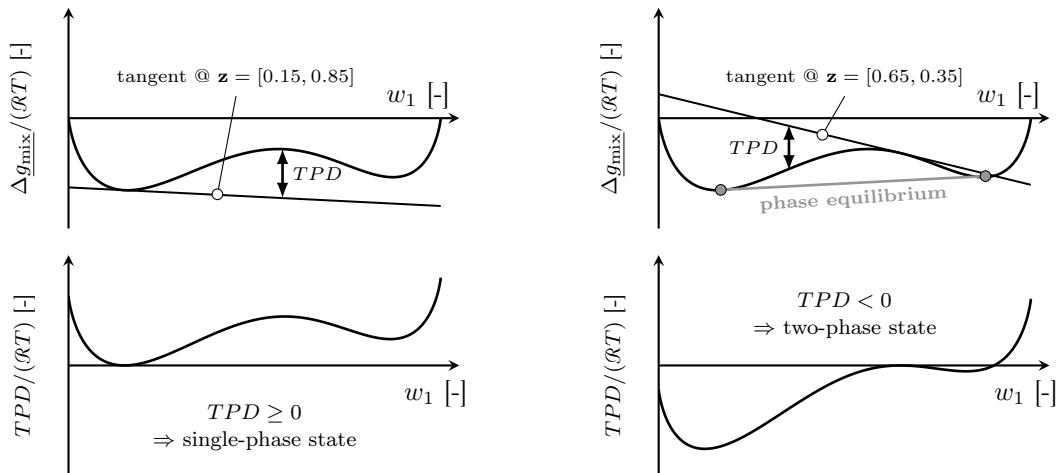 Δg_mix/(ℛT) [-]
tangent @ z = [0.15, 0.85]
w₁ [-]
TPD
Δg_mix/(ℛT) [-]
tangent @ z = [0.65, 0.35]
w₁ [-]
TPD
phase equilibrium
TPD/(ℛT) [-]
w₁ [-]
TPD ≥ 0
⇒ single-phase state
TPD/(ℛT) [-]
TPD < 0
⇒ two-phase state
w₁ [-]